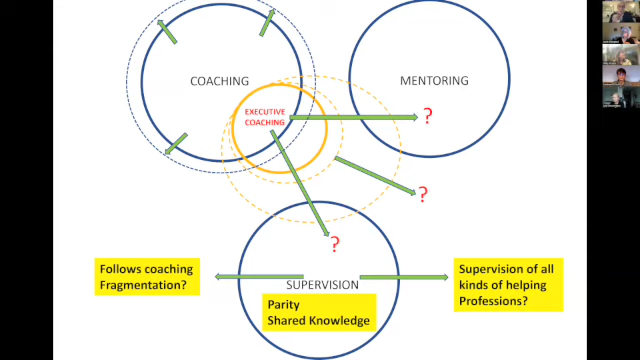 COACHING
MENTORING
EXECUTIVE
COACHING
?
?
?
Follows coaching
Fragmentation?
SUPERVISION
Parity
Shared Knowledge
Supervision of all
kinds of helping
Professions?